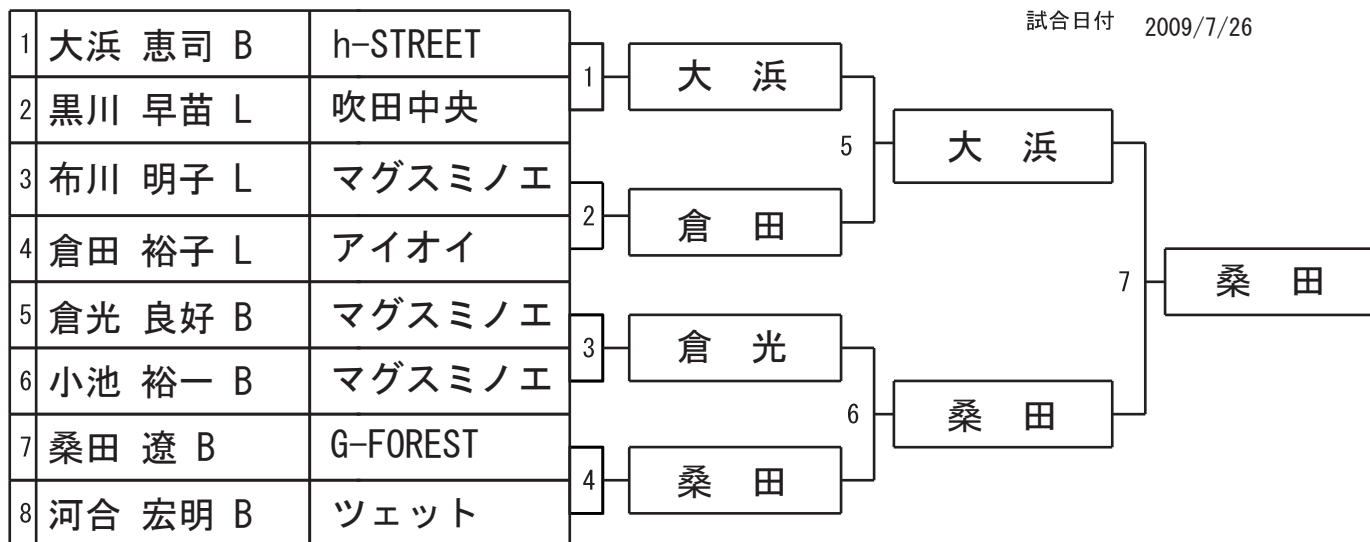 試合日付 2009/7/26
1 大浜 恵司 B h-STREET
2 黒川 早苗 L 吹田中央
3 布川 明子 L マグスミノエ
4 倉田 裕子 L アイオイ
5 倉光 良好 B マグスミノエ
6 小池 裕一 B マグスミノエ
7 桑田 遼 B G-FOREST
8 河合 宏明 B ツェット
1 大 浜
2 倉 田
3 倉 光
4 桑 田
5 大 浜
6 桑 田
7 桑 田